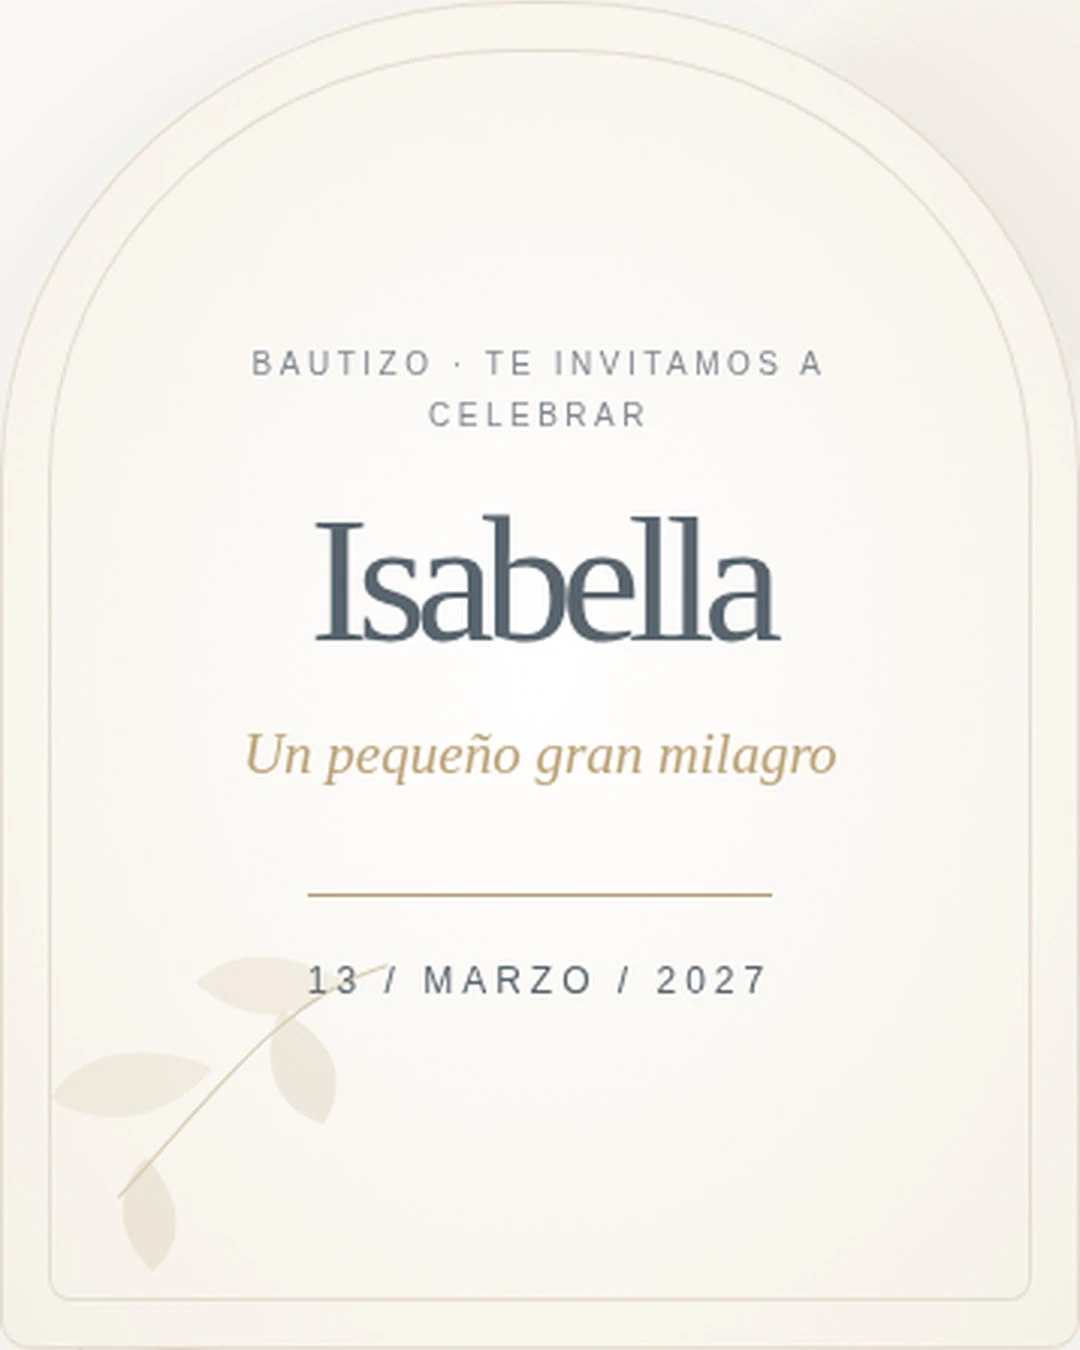 BAUTIZO · TE INVITAMOS A
CELEBRAR
Isabella
Un pequeño gran milagro
13 / MARZO / 2027